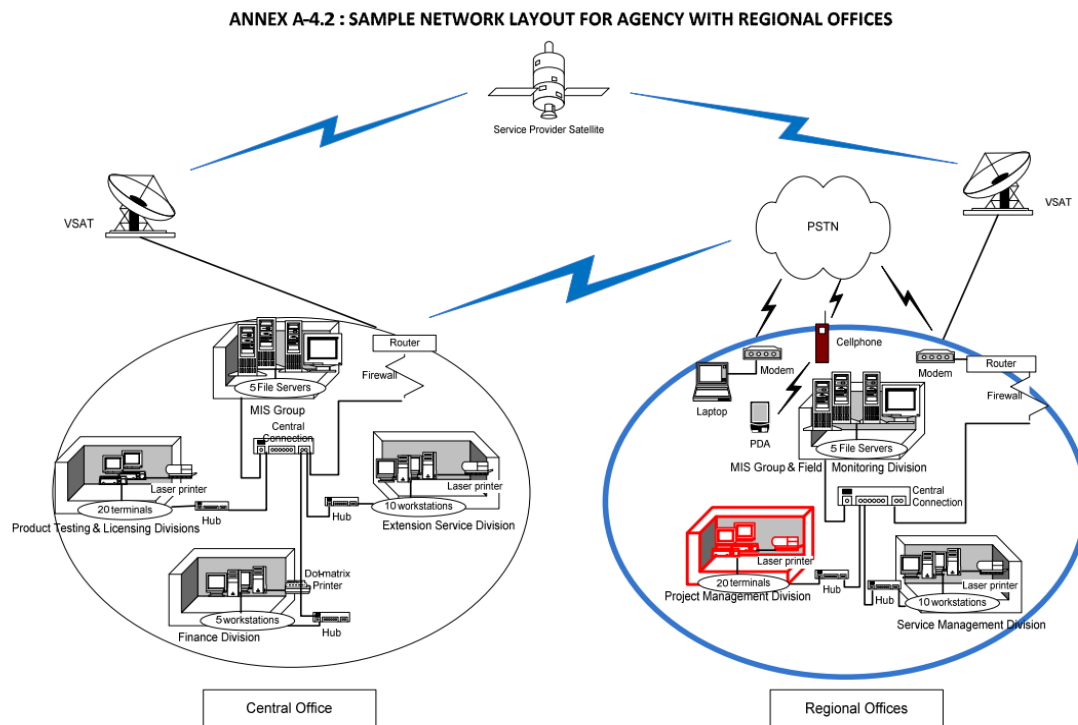 ANNEX A-4.2 : SAMPLE NETWORK LAYOUT FOR AGENCY WITH REGIONAL OFFICES
Service Provider Satellite
VSAT
VSAT
PSTN
Router
Firewall
5 File Servers
MIS Group
Central
Connection
Laser printer
20 terminals
Hub
Product Testing & Licensing Divisions
Laser printer
10 workstations
Hub
Extension Service Division
Dot-matrix
Printer
5 workstations
Hub
Finance Division
Central Office
Cellphone
Modem
Laptop
PDA
Modem
Router
Firewall
5 File Servers
MIS Group & Field Monitoring Division
Central
Connection
Laser printer
20 terminals
Hub
Project Management Division
Laser printer
Hub
10 workstations
Service Management Division
Regional Offices